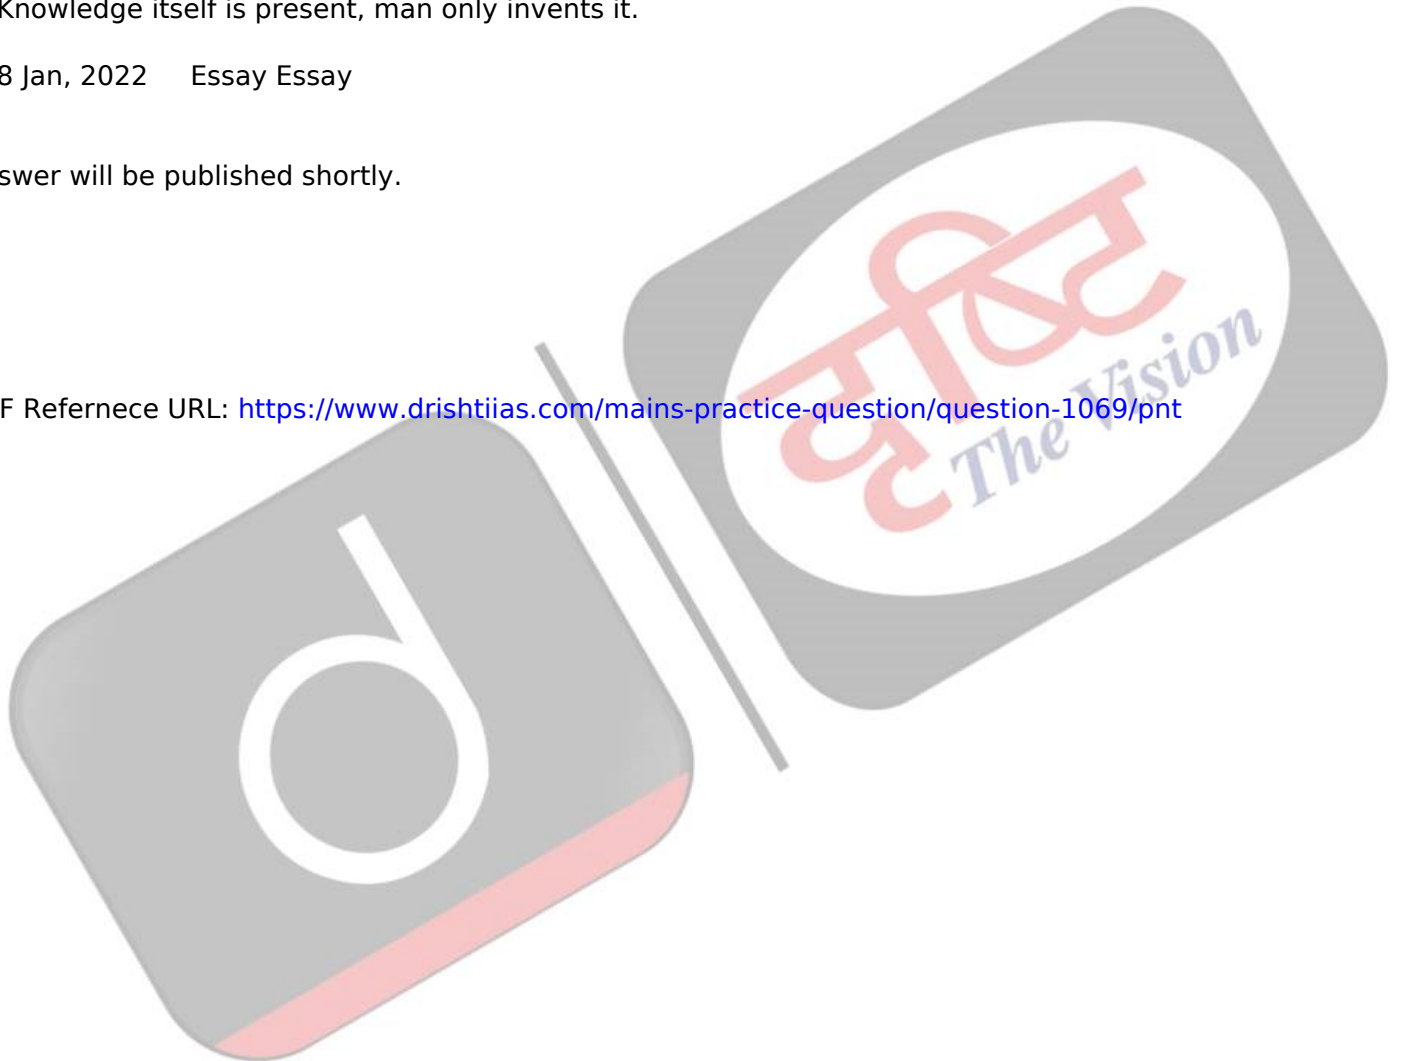 Knowledge itself is present, man only invents it.
8 Jan, 2022 Essay Essay
swer will be published shortly.
F Refernece URL: https://www.drishtiias.com/mains-practice-question/question-1069/pnt
दृष्टि
The Vision